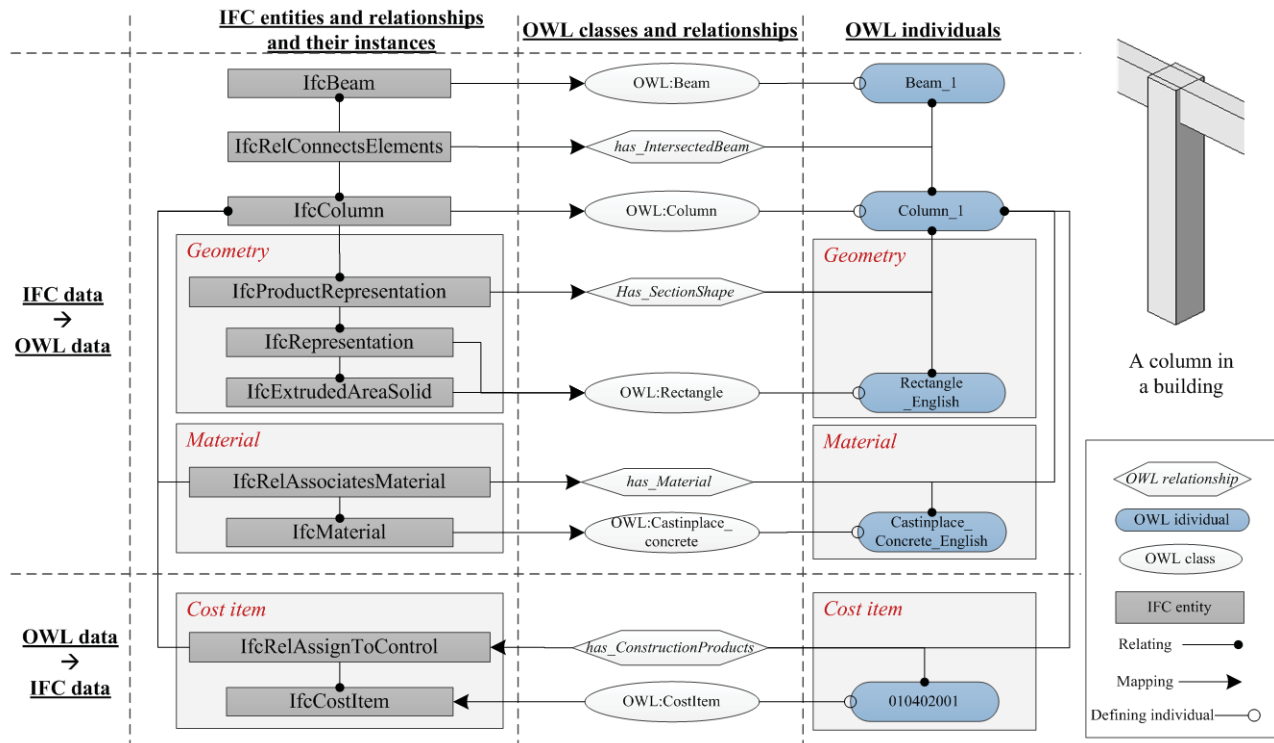 IFC entities and relationships
and their instances
OWL classes and relationships
OWL individuals
IFC data
→
OWL data
IfcBeam
OWL:Beam
Beam_1
IfcRelConnectsElements
has_IntersectedBeam
IfcColumn
OWL:Column
Column_1
Geometry
Geometry
IfcProductRepresentation
Has_SectionShape
IfcRepresentation
IfcExtrudedAreaSolid
OWL:Rectangle
Rectangle
_English
Material
Material
IfcRelAssociatesMaterial
has_Material
IfcMaterial
OWL:Castinplace_
concrete
Castinplace_
Concrete_English
OWL data
→
IFC data
Cost item
Cost item
IfcRelAssignToControl
has_ConstructionProducts
IfcCostItem
OWL:CostItem
010402001
A column in
a building
OWL relationship
OWL idividual
OWL class
IFC entity
Relating
Mapping
Defining individual